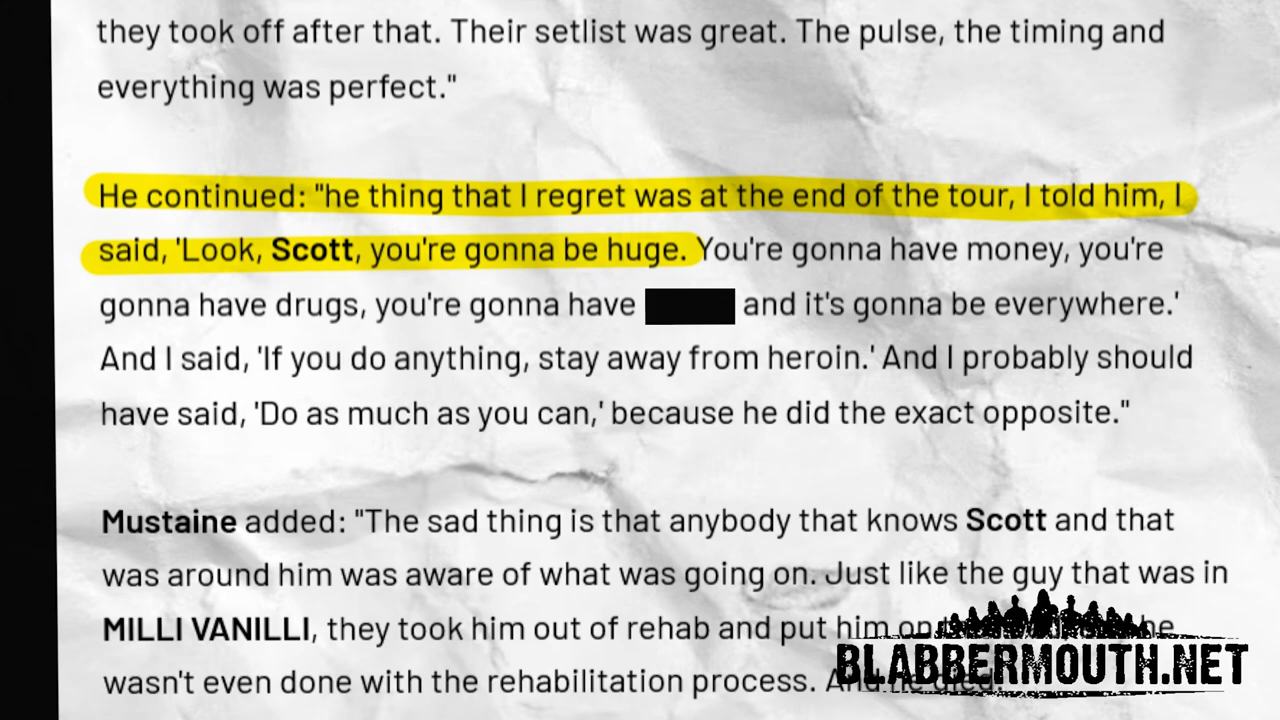 they took off after that. Their setlist was great. The pulse, the timing and
everything was perfect."
He continued: "he thing that I regret was at the end of the tour, I told him, I
said, 'Look, Scott, you're gonna be huge. You're gonna have money, you're
gonna have drugs, you're gonna have and it's gonna be everywhere.'
And I said, 'If you do anything, stay away from heroin.' And I probably should
have said, 'Do as much as you can,' because he did the exact opposite."
Mustaine added: "The sad thing is that anybody that knows Scott and that
was around him was aware of what was going on. Just like the guy that was in
MILLI VANILLI, they took him out of rehab and put him on he
wasn't even done with the rehabilitation process. And he died.
BLABBERMOUTH.NET